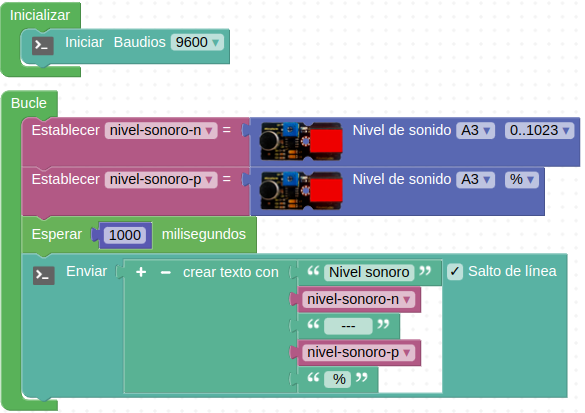 Inicializar
Iniciar Baudios 9600
Bucle
Establecer nivel-sonoro-n = Nivel de sonido A3 0..1023
Establecer nivel-sonoro-p = Nivel de sonido A3 %
Esperar 1000 milisegundos
Enviar + − crear texto con “ Nivel sonoro ” ✓ Salto de línea
nivel-sonoro-n
“ --- ”
nivel-sonoro-p
“ % ”